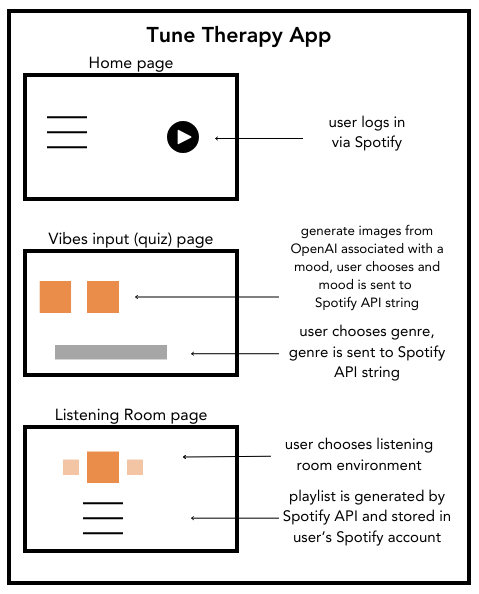 Tune Therapy App
Home page
user logs in
via Spotify
Vibes input (quiz) page
generate images from
OpenAI associated with a
mood, user chooses and
mood is sent to
Spotify API string
user chooses genre,
genre is sent to Spotify
API string
Listening Room page
user chooses listening
room environment
playlist is generated by
Spotify API and stored in
user's Spotify account